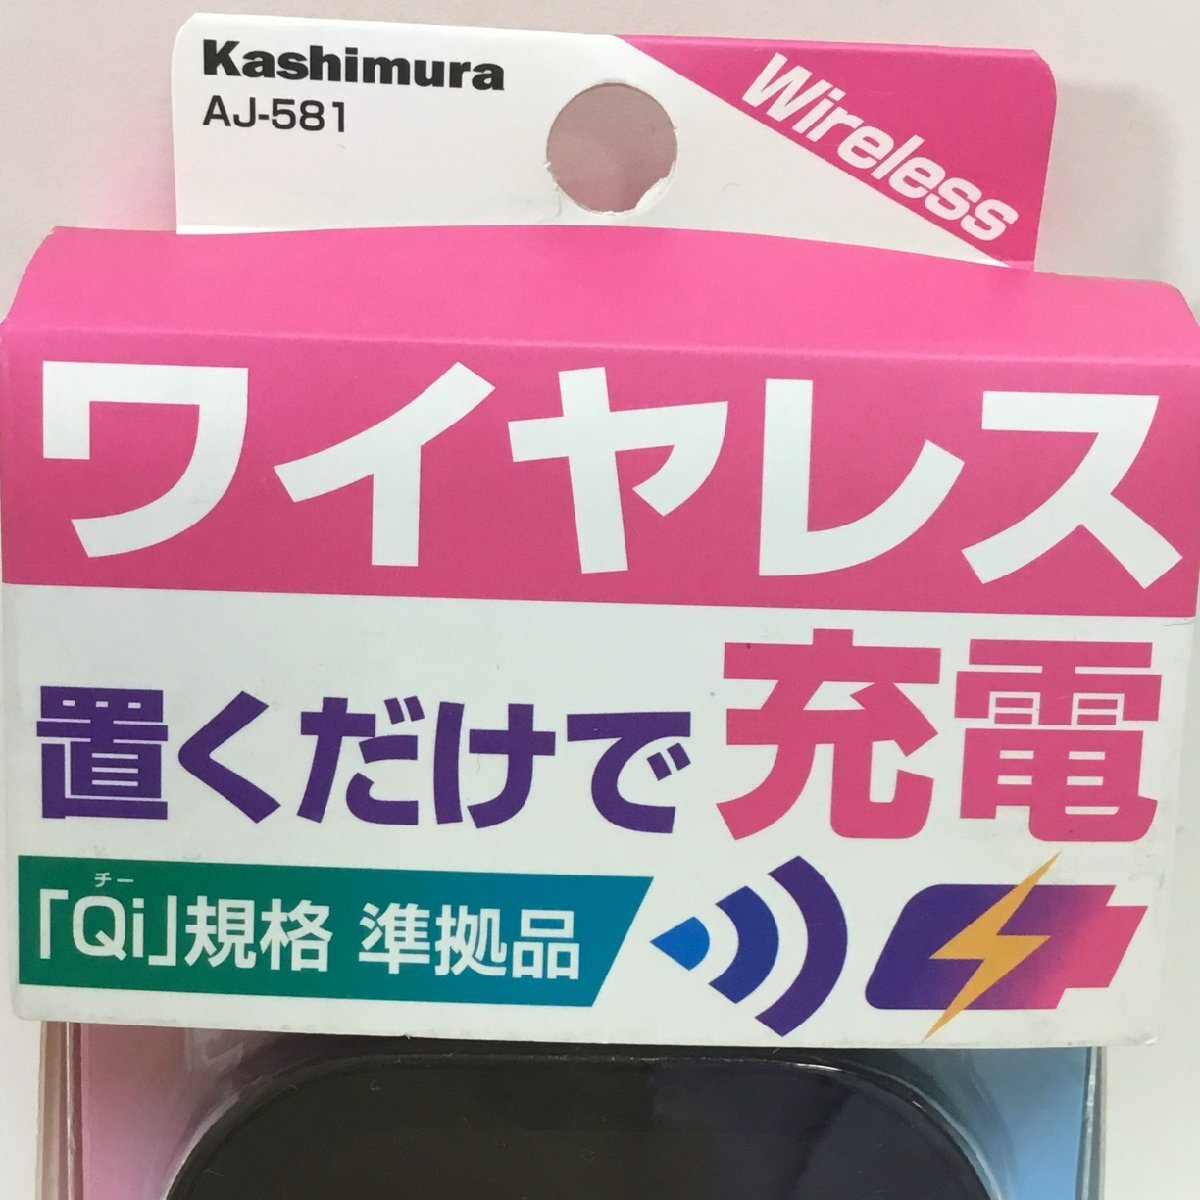 Kashimura
AJ-581
Wireless
ワイヤレス
置くだけで充電
チー
「Qi」規格 準拠品